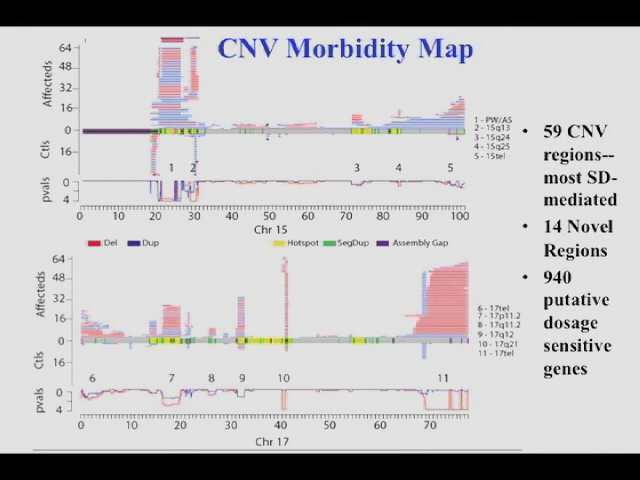 CNV Morbidity Map
Affecteds
64
48
32
16
0
Ctls
16
pvals
0
4
1 2 3 4 5
1 - PW/AS
2 - 15q13
3 - 15q24
4 - 15q25
5 - 15tel
0 10 20 30 40 50 60 70 80 90 100
Chr 15
Del Dup Hotspot SegDup Assembly Gap
Affecteds
64
48
32
16
0
Ctls
16
pvals
0
4
6 7 8 9 10 11
6 - 17tel
7 - 17p11.2
8 - 17q11.2
9 - 17q12
10 - 17q21
11 - 17tel
0 10 20 30 40 50 60 70
Chr 17
• 59 CNV
regions--
most SD-
mediated
• 14 Novel
Regions
• 940
putative
dosage
sensitive
genes